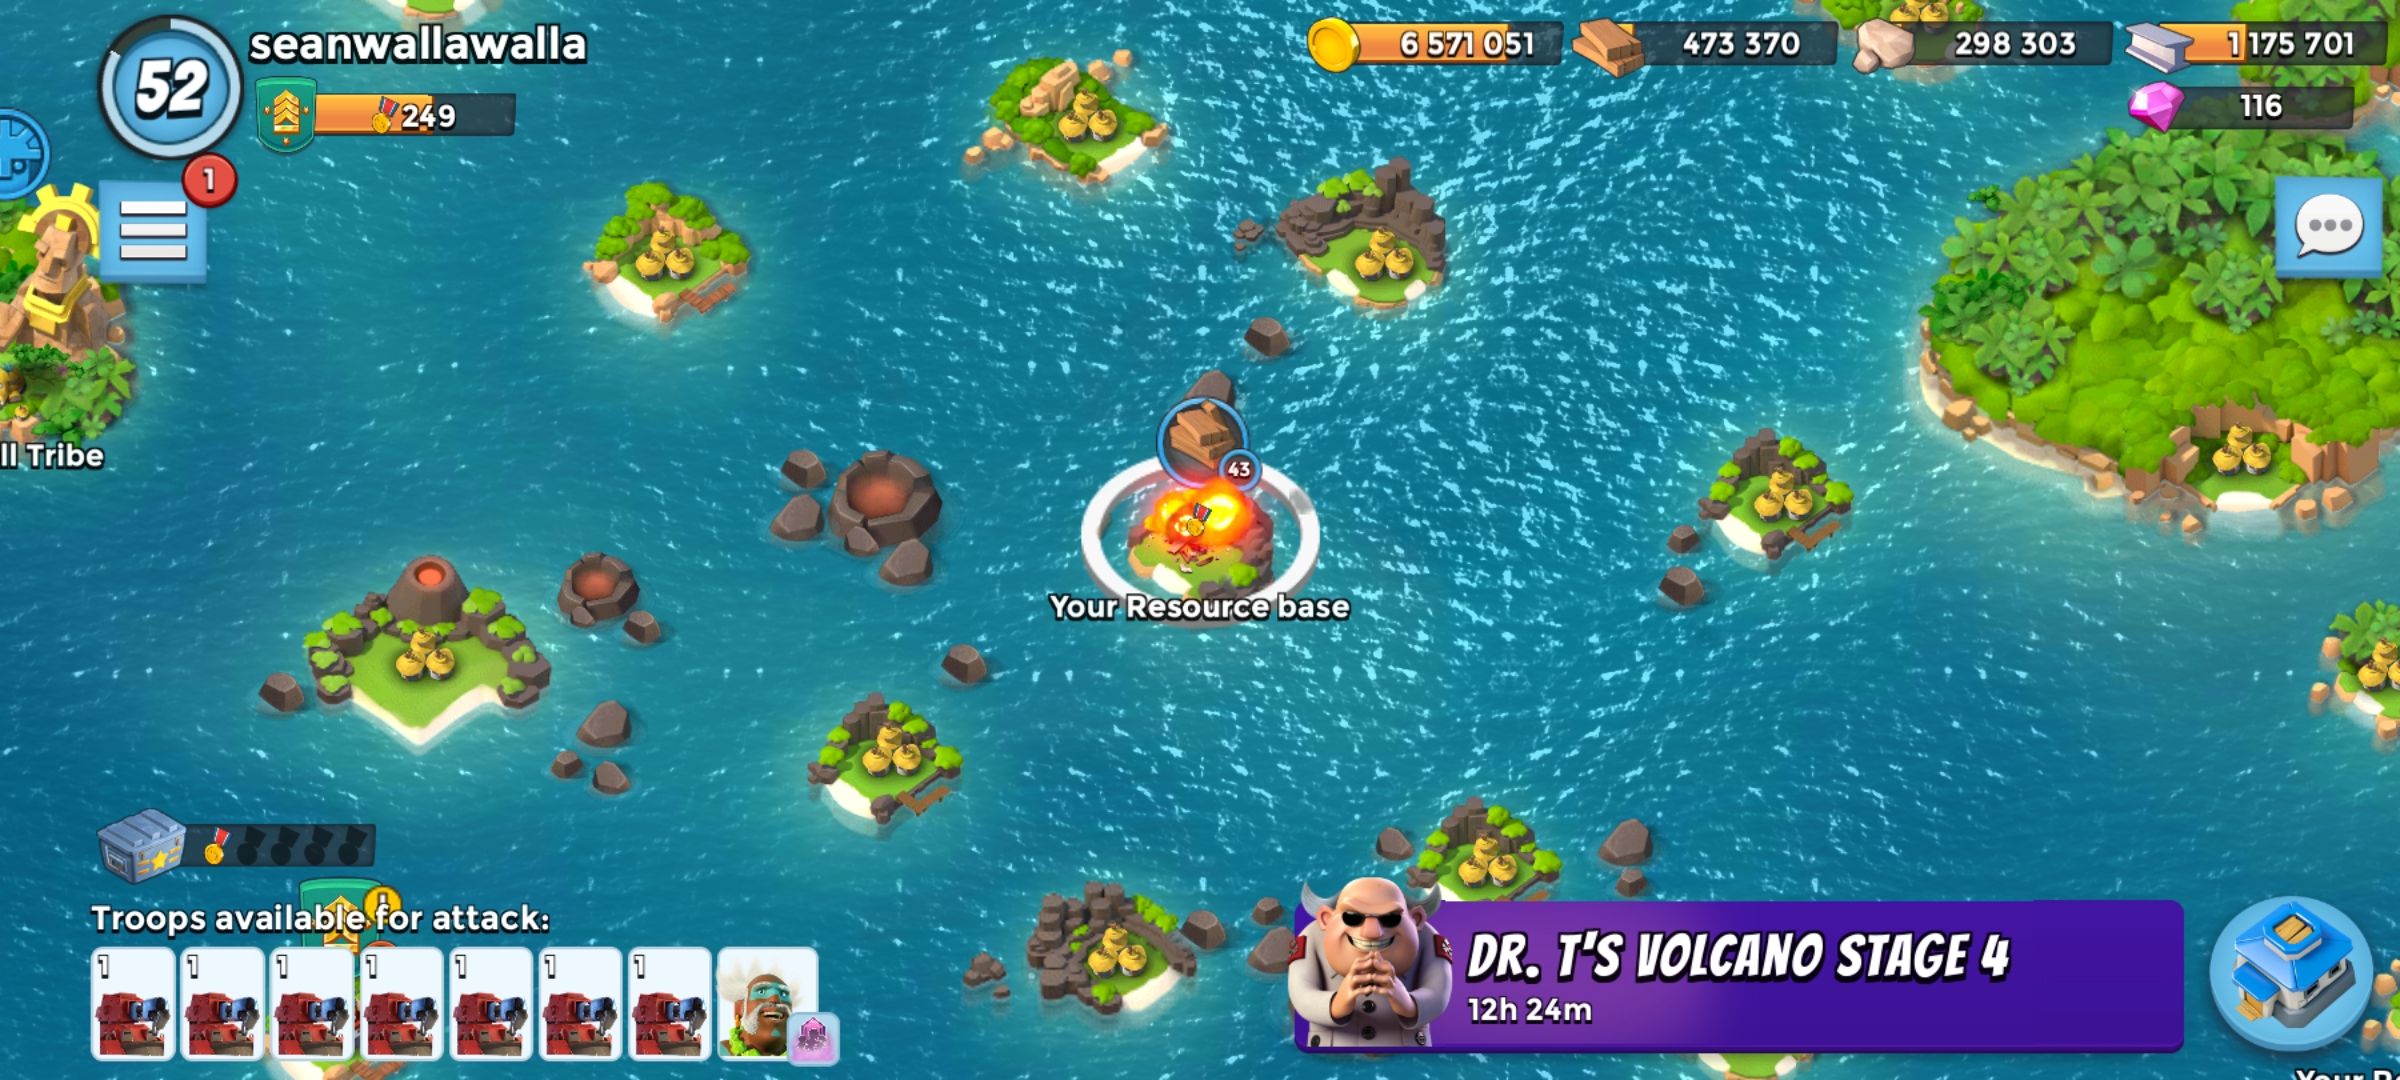 52
seanwallawalla
249
6 571 051
473 370
298 303
1 175 701
116
1
ll Tribe
43
Your Resource base
Troops available for attack:
1
1
1
1
1
1
1
DR. T'S VOLCANO STAGE 4
12h 24m